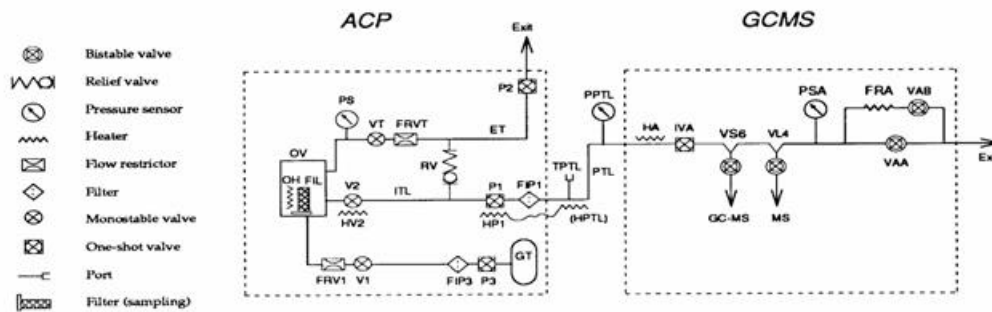 ACP
GCMS
Bistable valve
Relief valve
Pressure sensor
Heater
Flow restrictor
Filter
Monostable valve
One-shot valve
Port
Filter (sampling)
Exit
P2
PS
VT
FRVT
ET
RV
OV
OH
FIL
V2
ITL
HV2
P1
FIP1
HP1
(HPTL)
TPTL
PTL
PPTL
FRV1
V1
FIP3
P3
GT
HA
IVA
VS6
VL4
PSA
FRA
VAB
VAA
Ex
GC-MS
MS